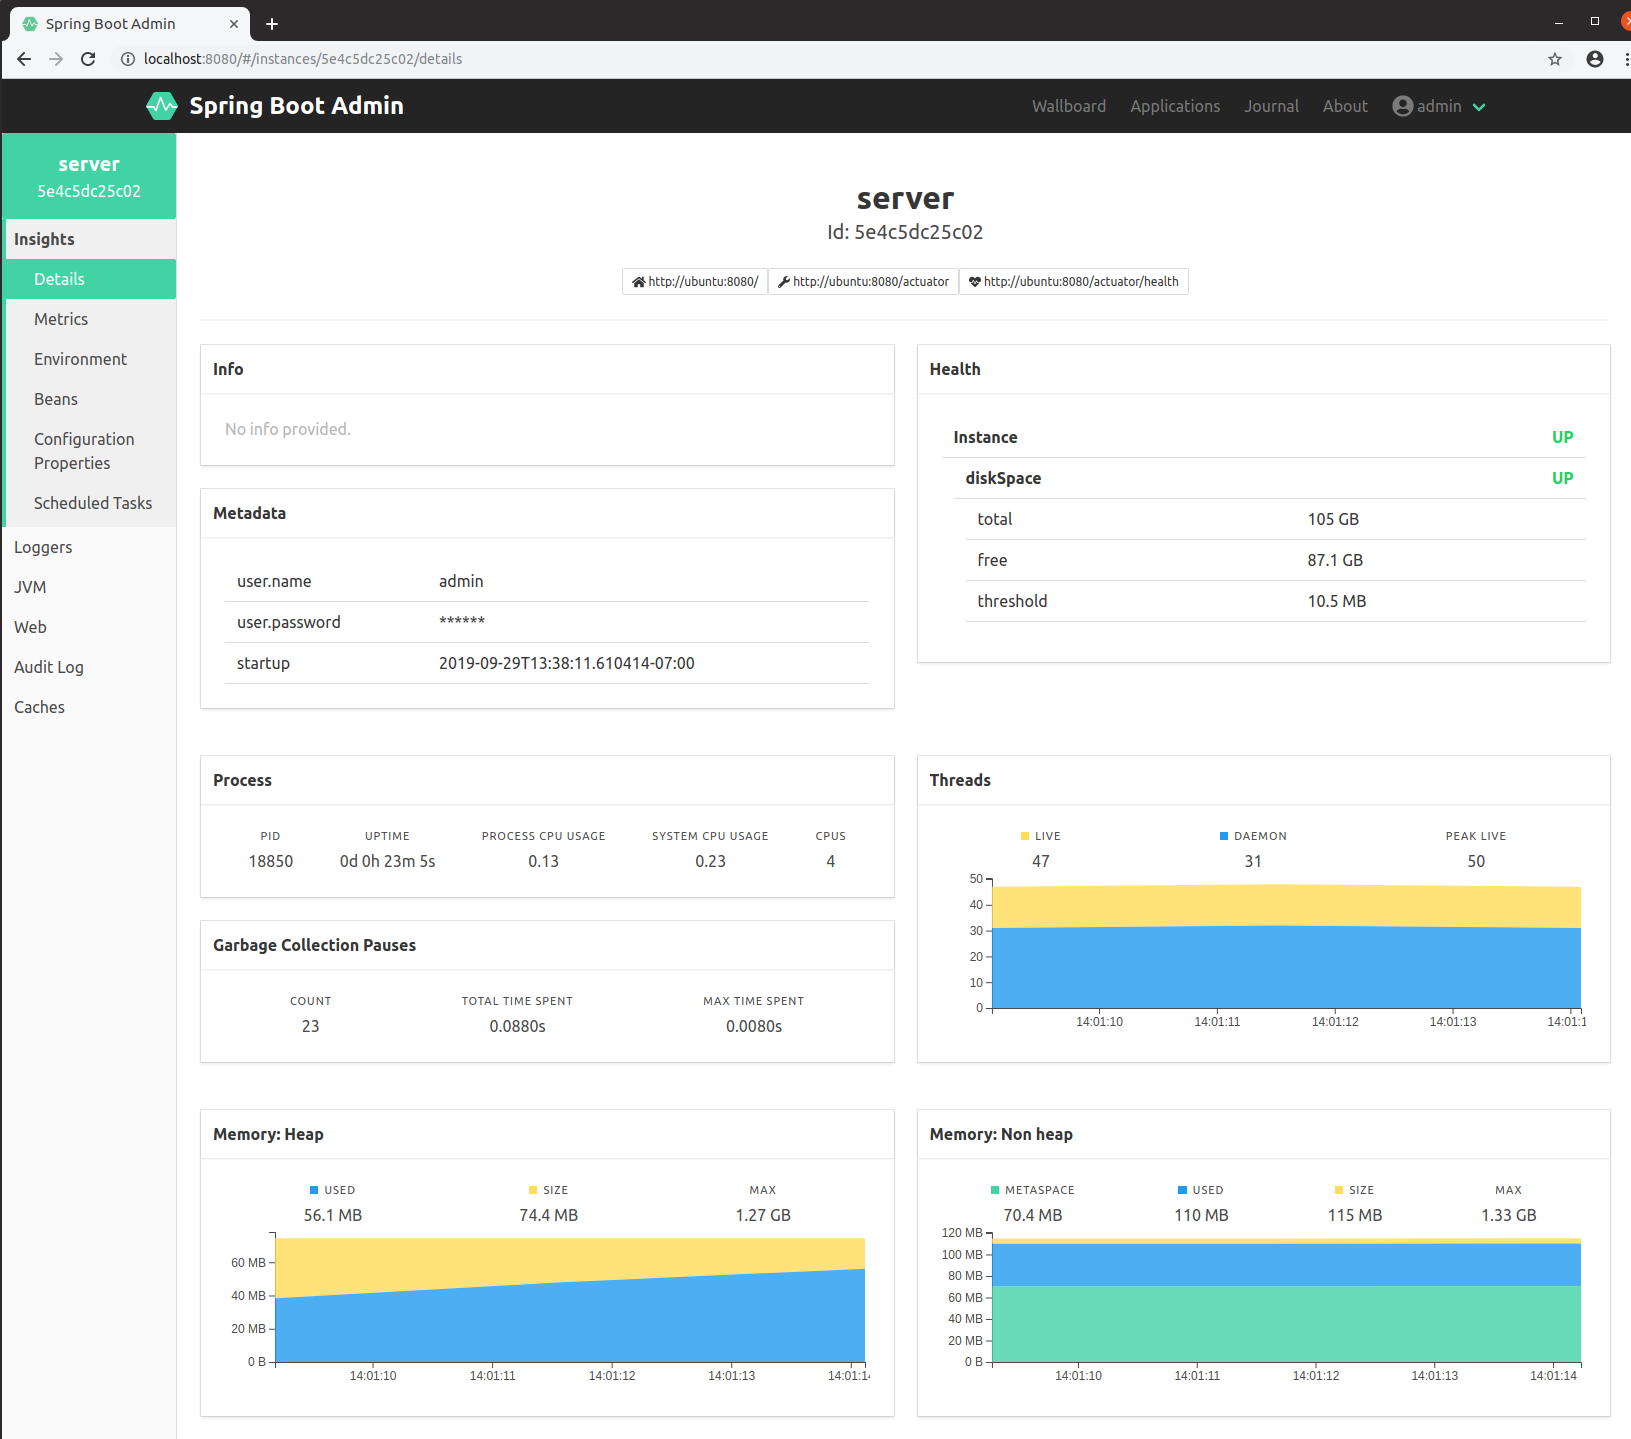 Spring Boot Admin
localhost:8080/#/instances/5e4c5dc25c02/details
Spring Boot Admin
Wallboard Applications Journal About admin
server
5e4c5dc25c02
Insights
Details
Metrics
Environment
Beans
Configuration
Properties
Scheduled Tasks
Loggers
JVM
Web
Audit Log
Caches
server
Id: 5e4c5dc25c02
http://ubuntu:8080/ http://ubuntu:8080/actuator http://ubuntu:8080/actuator/health
Info
No info provided.
Health
Instance UP
diskSpace UP
total 105 GB
free 87.1 GB
threshold 10.5 MB
Metadata
user.name admin
user.password ******
startup 2019-09-29T13:38:11.610414-07:00
Process
PID UPTIME PROCESS CPU USAGE SYSTEM CPU USAGE CPUS
18850 0d 0h 23m 5s 0.13 0.23 4
Threads
LIVE DAEMON PEAK LIVE
47 31 50
50
40
30
20
10
0
14:01:10 14:01:11 14:01:12 14:01:13 14:01:1
Garbage Collection Pauses
COUNT TOTAL TIME SPENT MAX TIME SPENT
23 0.0880s 0.0080s
Memory: Heap
USED SIZE MAX
56.1 MB 74.4 MB 1.27 GB
60 MB
40 MB
20 MB
0 B
14:01:10 14:01:11 14:01:12 14:01:13 14:01:14
Memory: Non heap
METASPACE USED SIZE MAX
70.4 MB 110 MB 115 MB 1.33 GB
120 MB
100 MB
80 MB
60 MB
40 MB
20 MB
0 B
14:01:10 14:01:11 14:01:12 14:01:13 14:01:14